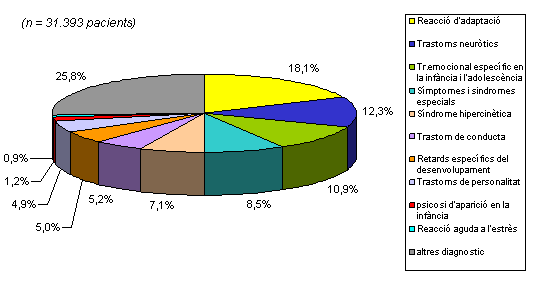 (n = 31.393 pacients)
25,8%
18,1%
12,3%
10,9%
8,5%
7,1%
5,2%
5,0%
4,9%
1,2%
0,9%
Reacció d'adaptació
Trastorns neuròtics
Tr.emocional específic en
la infància i l'adolescència
Símptomes i síndromes
especials
Síndrome hipercinètica
Trastorn de conducta
Retards específics del
desenvolupament
Trastorns de personalitat
psicosi d'aparició en la
infància
Reacció aguda a l'estrès
altres diagnostic